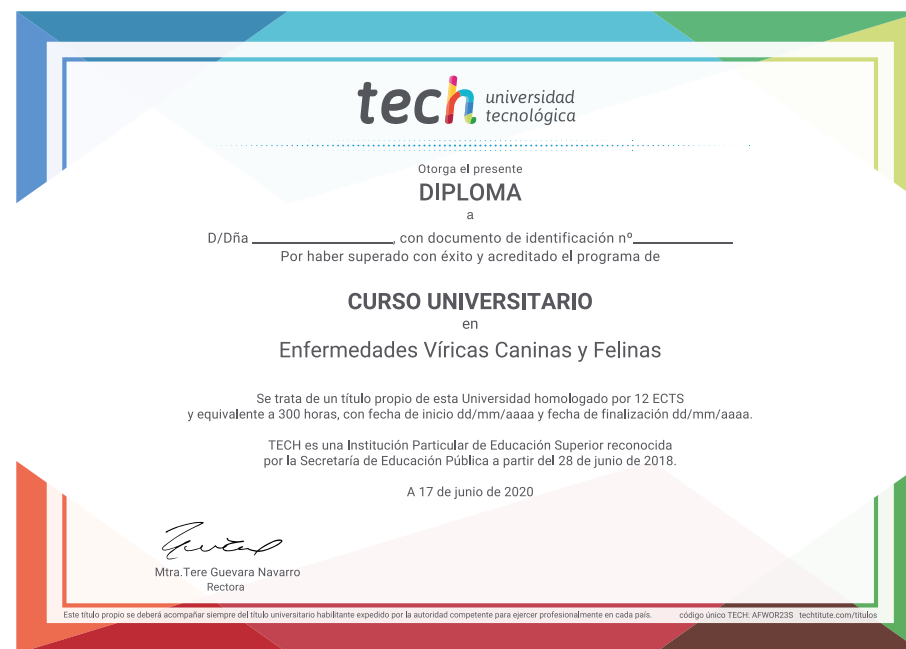 tech universidad
tecnológica
Otorga el presente
DIPLOMA
a
D/Dña ____________________, con documento de identificación nº______________
Por haber superado con éxito y acreditado el programa de
CURSO UNIVERSITARIO
en
Enfermedades Víricas Caninas y Felinas
Se trata de un título propio de esta Universidad homologado por 12 ECTS
y equivalente a 300 horas, con fecha de inicio dd/mm/aaaa y fecha de finalización dd/mm/aaaa.
TECH es una Institución Particular de Educación Superior reconocida
por la Secretaría de Educación Pública a partir del 28 de junio de 2018.
A 17 de junio de 2020
Mtra.Tere Guevara Navarro
Rectora
Este título propio se deberá acompañar siempre del título universitario habilitante expedido por la autoridad competente para ejercer profesionalmente en cada país. código único TECH: AFWOR23S techtitute.com/titulos